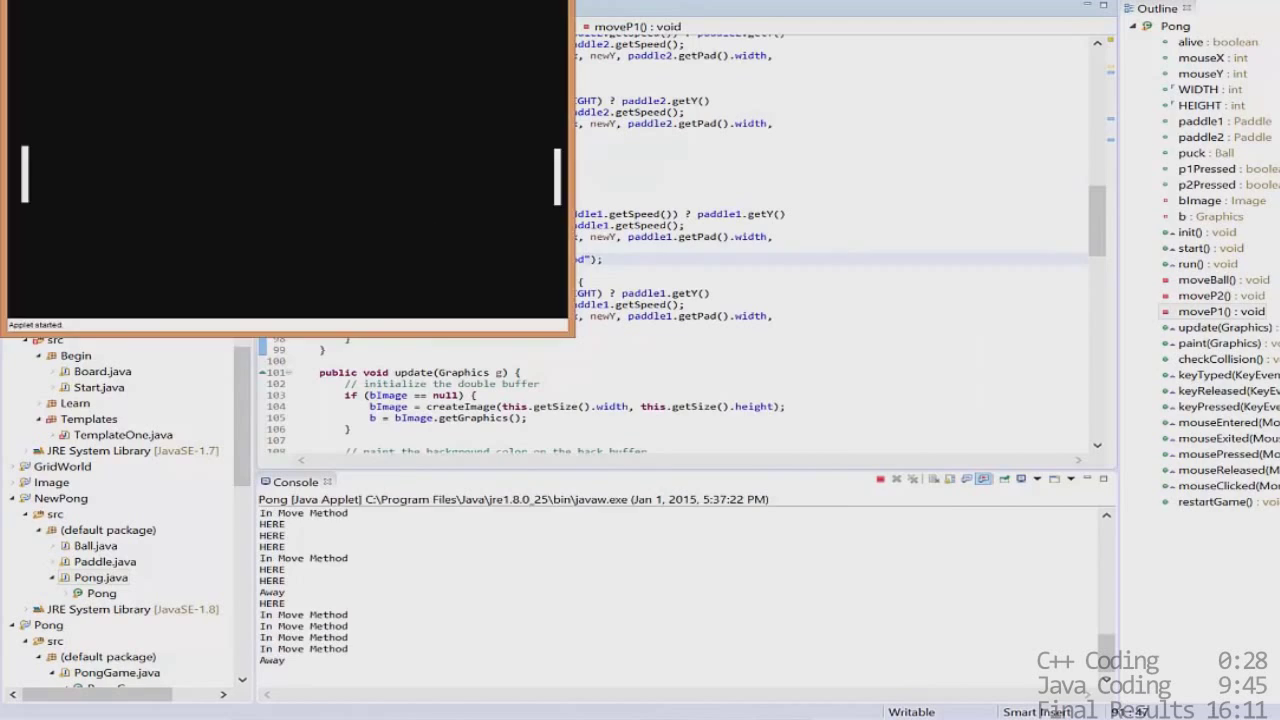 moveP1() : void
paddle2.getSpeed();
newY, paddle2.getPad().width,
IGHT) ? paddle2.getY()
paddle2.getSpeed();
newY, paddle2.getPad().width,
dle1.getSpeed()) ? paddle1.getY()
ddle1.getSpeed();
newY, paddle1.getPad().width,
od");
{
IGHT) ? paddle1.getY()
ddle1.getSpeed();
newY, paddle1.getPad().width,
98 }
99 }
100
101 public void update(Graphics g) {
102 // initialize the double buffer
103 if (bImage == null) {
104 bImage = createImage(this.getSize().width, this.getSize().height);
105 b = bImage.getGraphics();
106 }
107
108 // paint the background color on the back buffer
Applet started.
src
Begin
Board.java
Start.java
Learn
Templates
TemplateOne.java
JRE System Library [JavaSE-1.7]
GridWorld
Image
NewPong
src
(default package)
Ball.java
Paddle.java
Pong.java
Pong
JRE System Library [JavaSE-1.8]
Pong
src
(default package)
PongGame.java
Console
Pong [Java Applet] C:\Program Files\Java\jre1.8.0_25\bin\javaw.exe (Jan 1, 2015, 5:37:22 PM)
In Move Method
HERE
HERE
HERE
In Move Method
HERE
HERE
Away
HERE
In Move Method
In Move Method
In Move Method
In Move Method
Away
Outline
Pong
alive : boolean
mouseX : int
mouseY : int
WIDTH : int
HEIGHT : int
paddle1 : Paddle
paddle2 : Paddle
puck : Ball
p1Pressed : boolea
p2Pressed : boolea
bImage : Image
b : Graphics
init() : void
start() : void
run() : void
moveBall() : void
moveP2() : void
moveP1() : void
update(Graphics) :
paint(Graphics) : v
checkCollision() : v
keyTyped(KeyEven
keyReleased(KeyE
keyPressed(KeyEv
mouseEntered(Mo
mouseExited(Mou
mousePressed(Mo
mouseReleased(M
mouseClicked(Mou
restartGame() : voi
Writable
Smart Insert
C++ Coding 0:28
Java Coding 9:45
Final Results 16:11